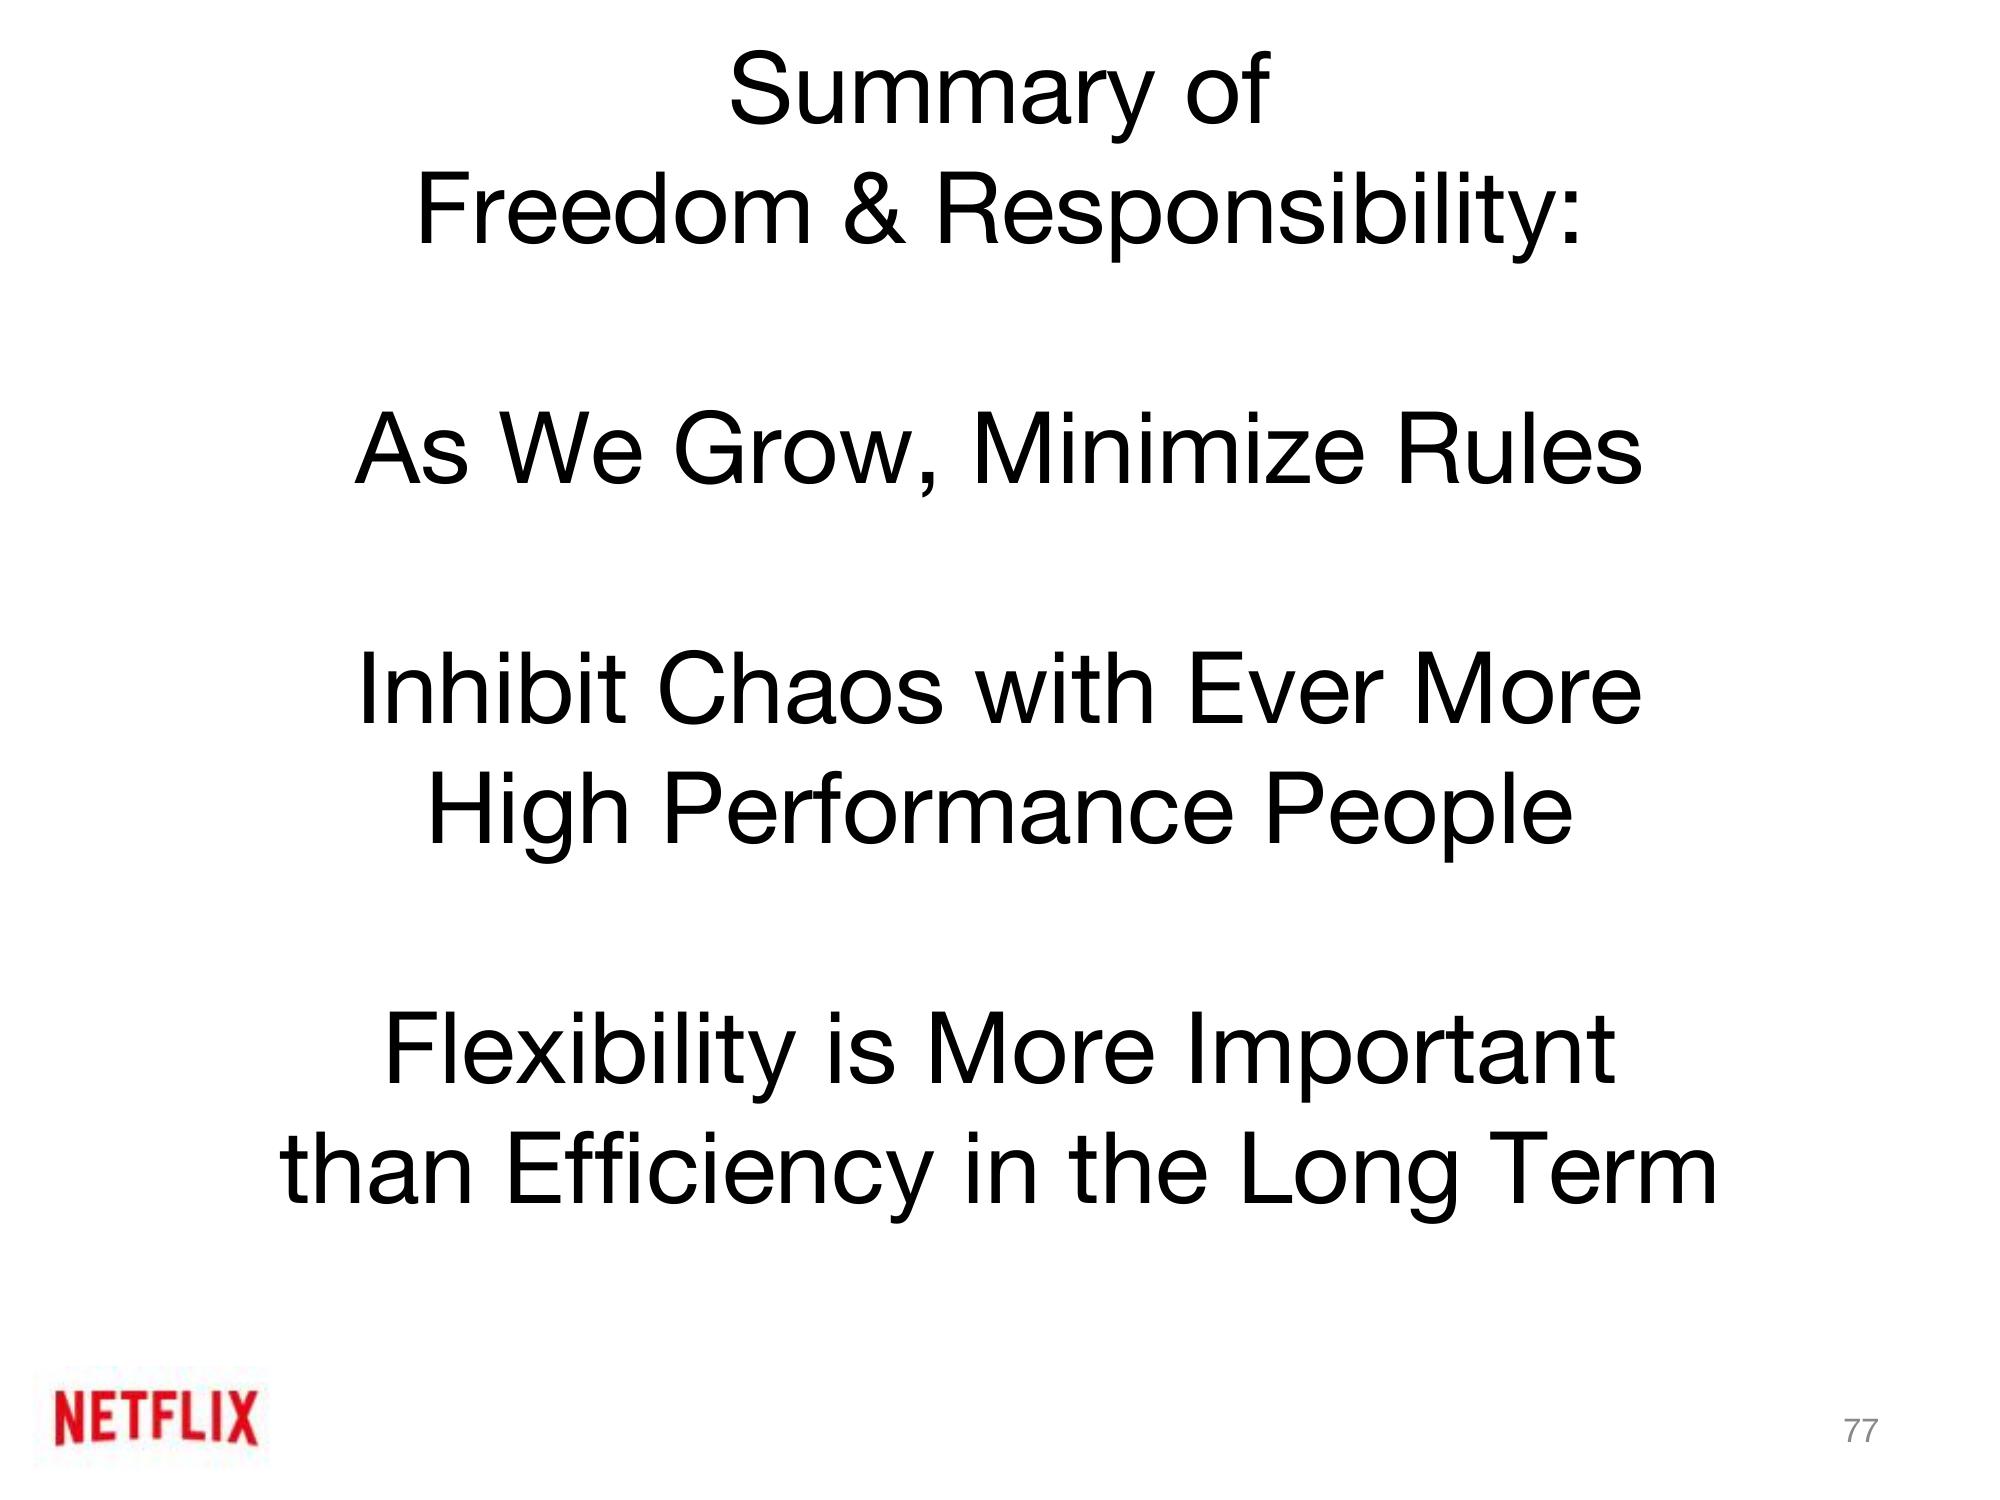 Summary of
Freedom & Responsibility:
As We Grow, Minimize Rules
Inhibit Chaos with Ever More
High Performance People
Flexibility is More Important
than Efficiency in the Long Term
NETFLIX
77